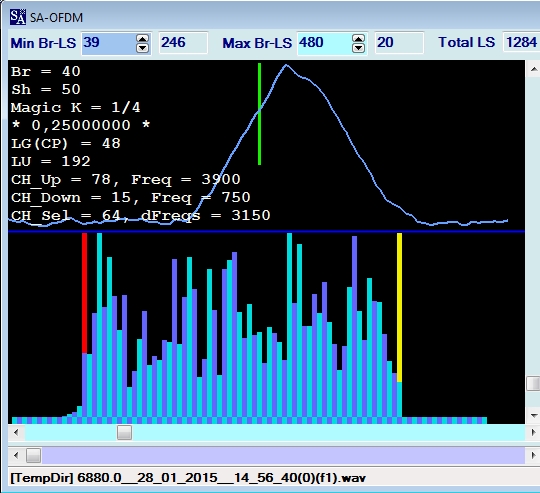 SA SA-OFDM
Min Br-LS 39 246 Max Br-LS 480 20 Total LS 1284
Br = 40
Sh = 50
Magic K = 1/4
* 0,25000000 *
LG(CP) = 48
LU = 192
CH_Up = 78, Freq = 3900
CH_Down = 15, Freq = 750
CH_Sel = 64, dFreqs = 3150
[TempDir] 6880.0__28_01_2015__14_56_40(0)(f1).wav